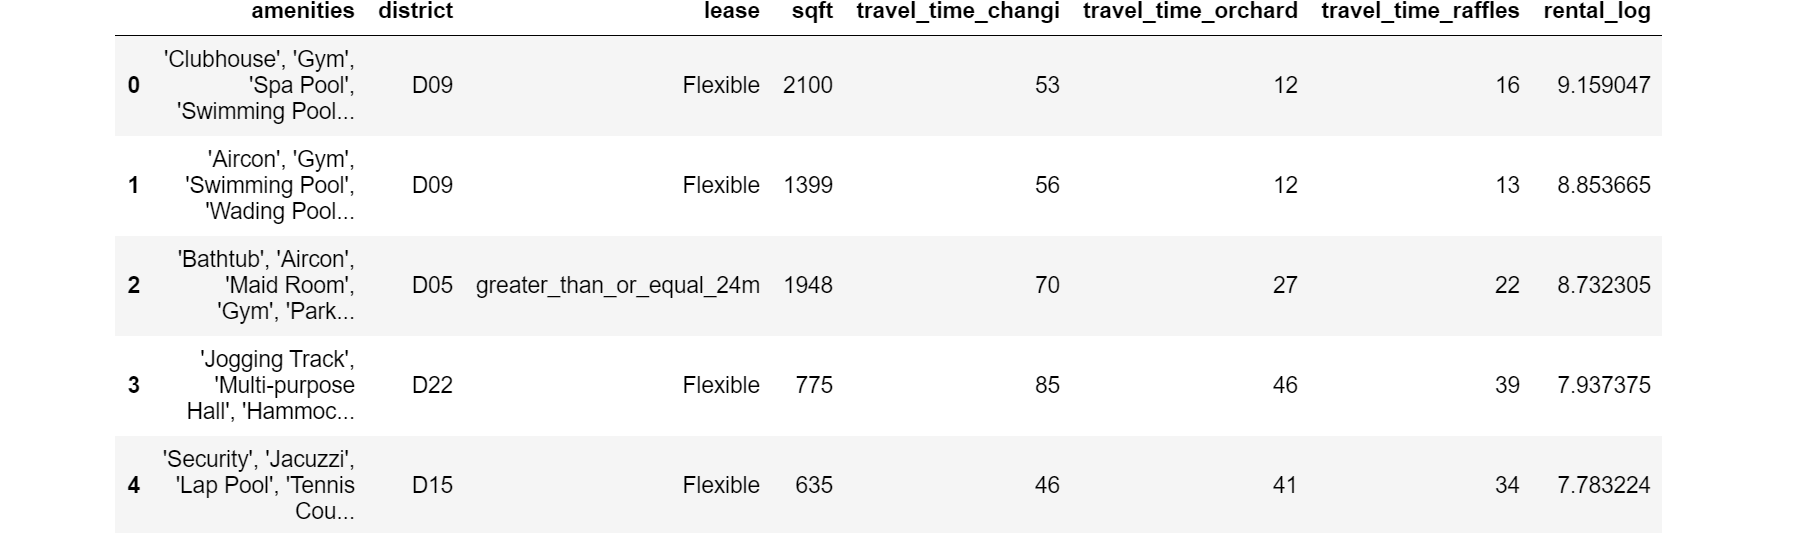 amenities district lease sqft travel_time_changi travel_time_orchard travel_time_raffles rental_log
'Clubhouse', 'Gym',
0 'Spa Pool', D09 Flexible 2100 53 12 16 9.159047
'Swimming Pool...
'Aircon', 'Gym',
1 'Swimming Pool', D09 Flexible 1399 56 12 13 8.853665
'Wading Pool...
'Bathtub', 'Aircon',
2 'Maid Room', D05 greater_than_or_equal_24m 1948 70 27 22 8.732305
'Gym', 'Park...
'Jogging Track',
3 'Multi-purpose D22 Flexible 775 85 46 39 7.937375
Hall', 'Hammoc...
'Security', 'Jacuzzi',
4 'Lap Pool', 'Tennis D15 Flexible 635 46 41 34 7.783224
Cou...